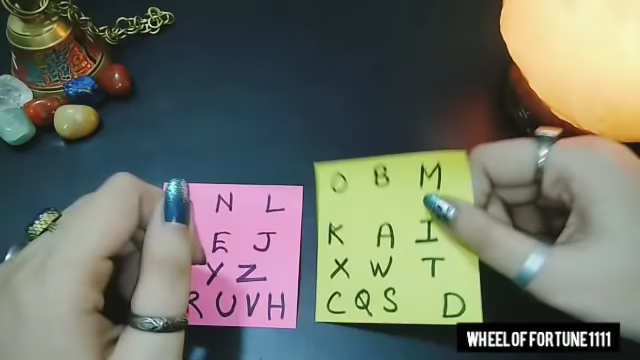 N L
E J
Y Z
R U V H
O B M
K A I
X W T
C Q S D
WHEEL OF FORTUNE1111